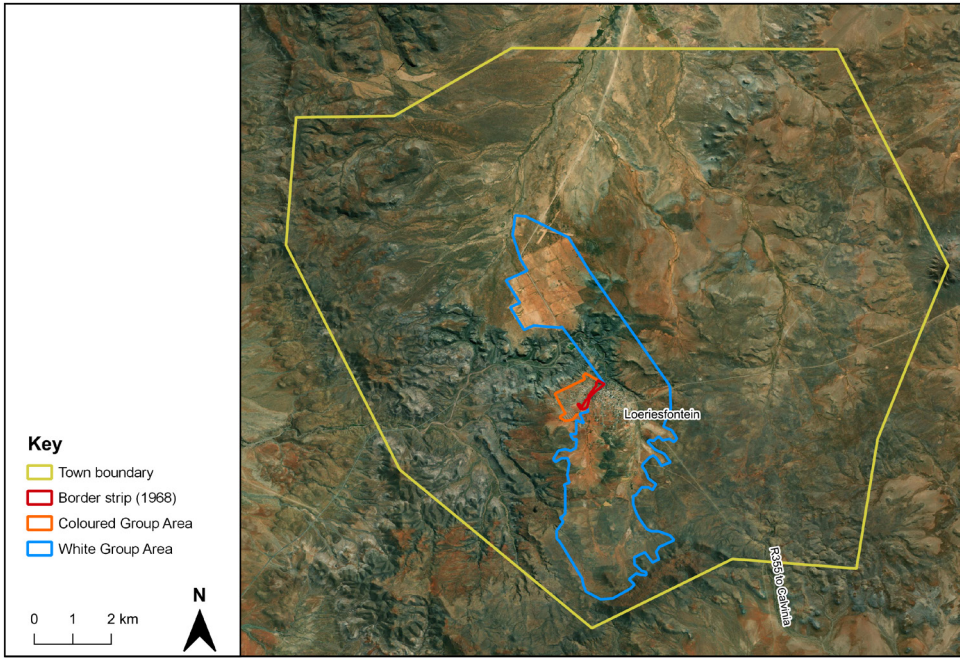 Loeriesfontein
R355 to Calvinia
Key
Town boundary
Border strip (1968)
Coloured Group Area
White Group Area
N
0 1 2 km